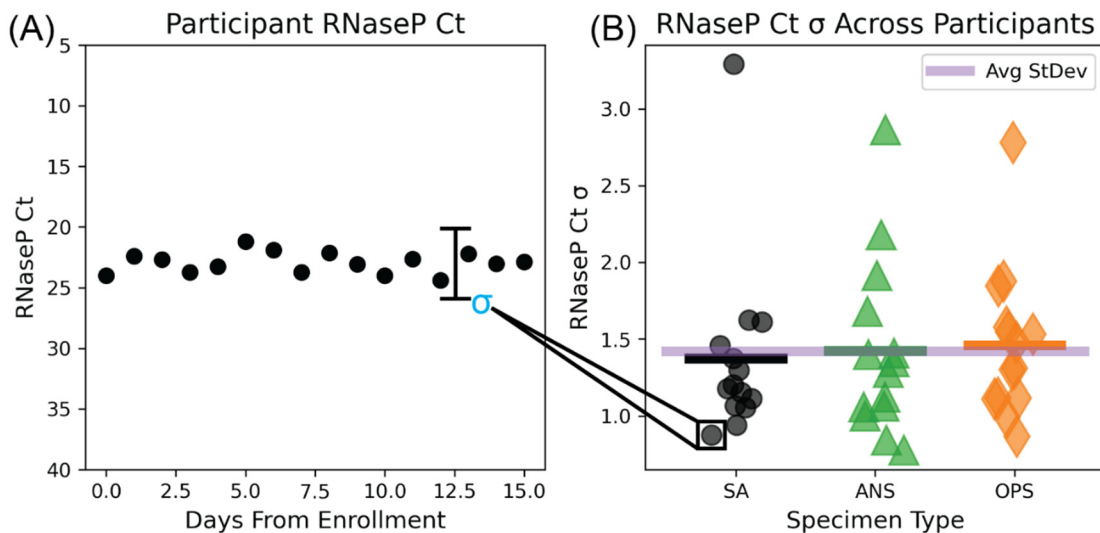 (A)
Participant RNaseP Ct
RNaseP Ct
5
10
15
20
25
30
35
40
σ
0.0 2.5 5.0 7.5 10.0 12.5 15.0
Days From Enrollment
(B)
RNaseP Ct σ Across Participants
Avg StDev
RNaseP Ct σ
3.0
2.5
2.0
1.5
1.0
SA ANS OPS
Specimen Type